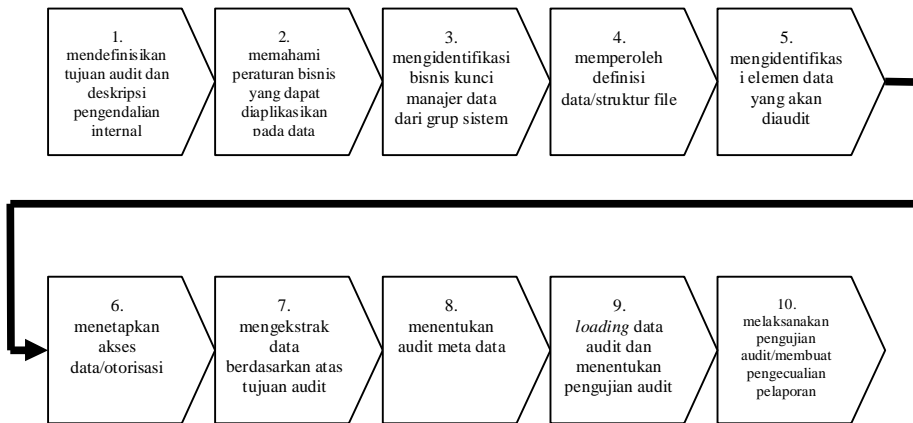 1.
mendefinisikan
tujuan audit dan
deskripsi
pengendalian
internal
2.
memahami
peraturan bisnis
yang dapat
diaplikasikan
pada data
3.
mengidentifikasi
bisnis kunci
manajer data
dari grup sistem
4.
memperoleh
definisi
data/struktur file
5.
mengidentifikas
i elemen data
yang akan
diaudit
6.
menetapkan
akses
data/otorisasi
7.
mengekstrak
data
berdasarkan atas
tujuan audit
8.
menentukan
audit meta data
9.
loading data
audit dan
menentukan
pengujian audit
10.
melaksanakan
pengujian
audit/membuat
pengecualian
pelaporan